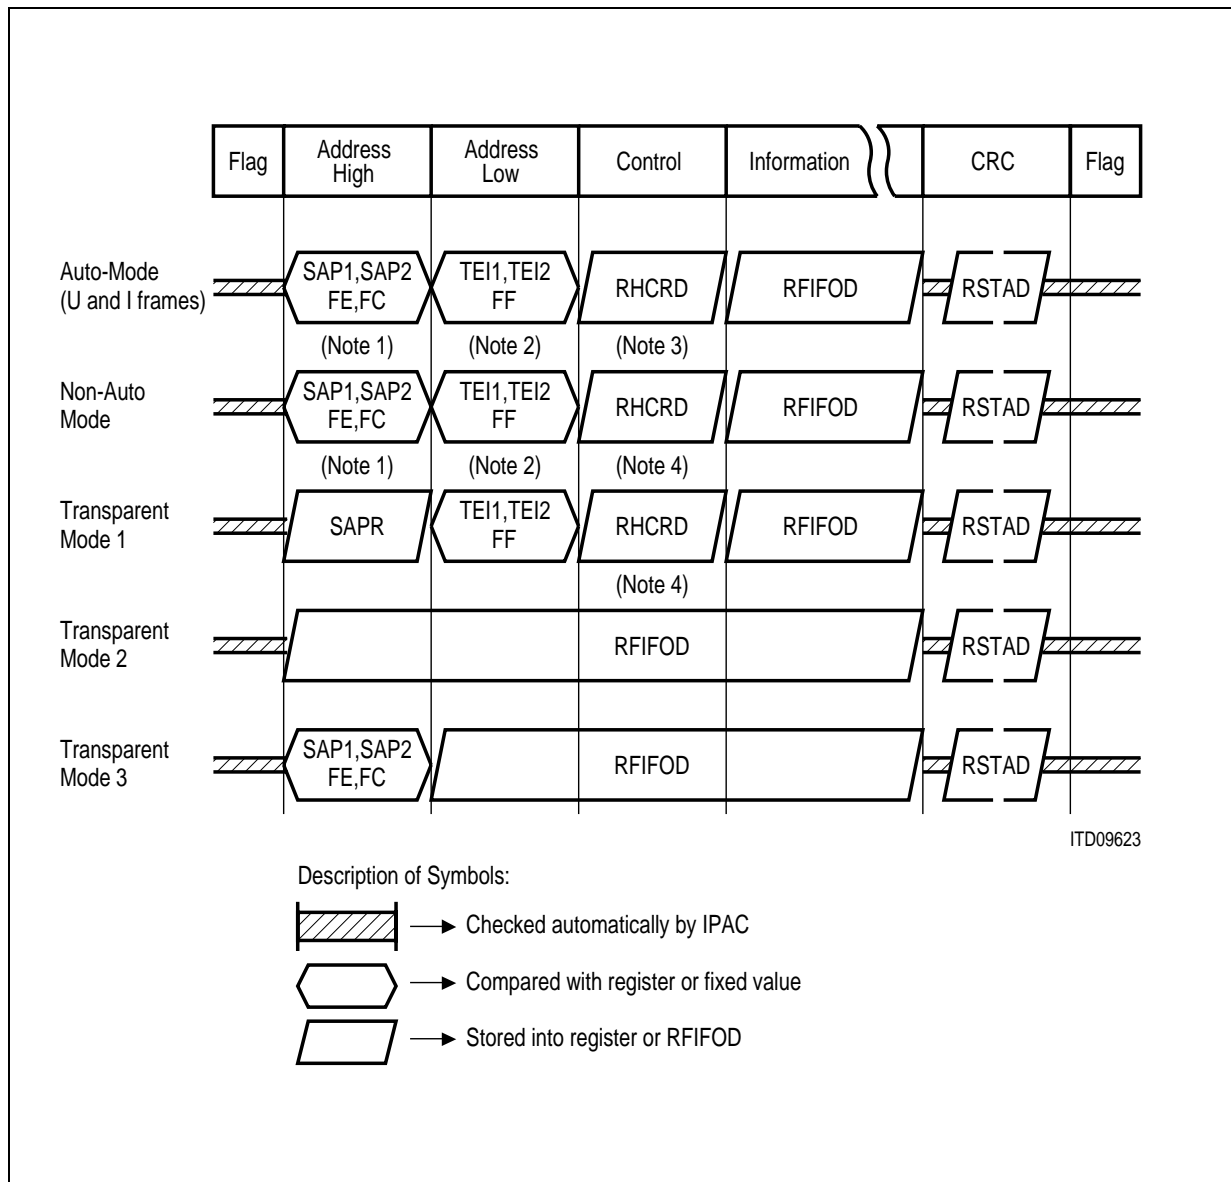 Flag
Address
High
Address
Low
Control
Information
CRC
Flag
Auto-Mode
(U and I frames)
SAP1,SAP2
FE,FC
TEI1,TEI2
FF
RHCRD
RFIFOD
RSTAD
(Note 1)
(Note 2)
(Note 3)
Non-Auto
Mode
SAP1,SAP2
FE,FC
TEI1,TEI2
FF
RHCRD
RFIFOD
RSTAD
(Note 1)
(Note 2)
(Note 4)
Transparent
Mode 1
SAPR
TEI1,TEI2
FF
RHCRD
RFIFOD
RSTAD
(Note 4)
Transparent
Mode 2
RFIFOD
RSTAD
Transparent
Mode 3
SAP1,SAP2
FE,FC
RFIFOD
RSTAD
ITD09623
Description of Symbols:
Checked automatically by IPAC
Compared with register or fixed value
Stored into register or RFIFOD